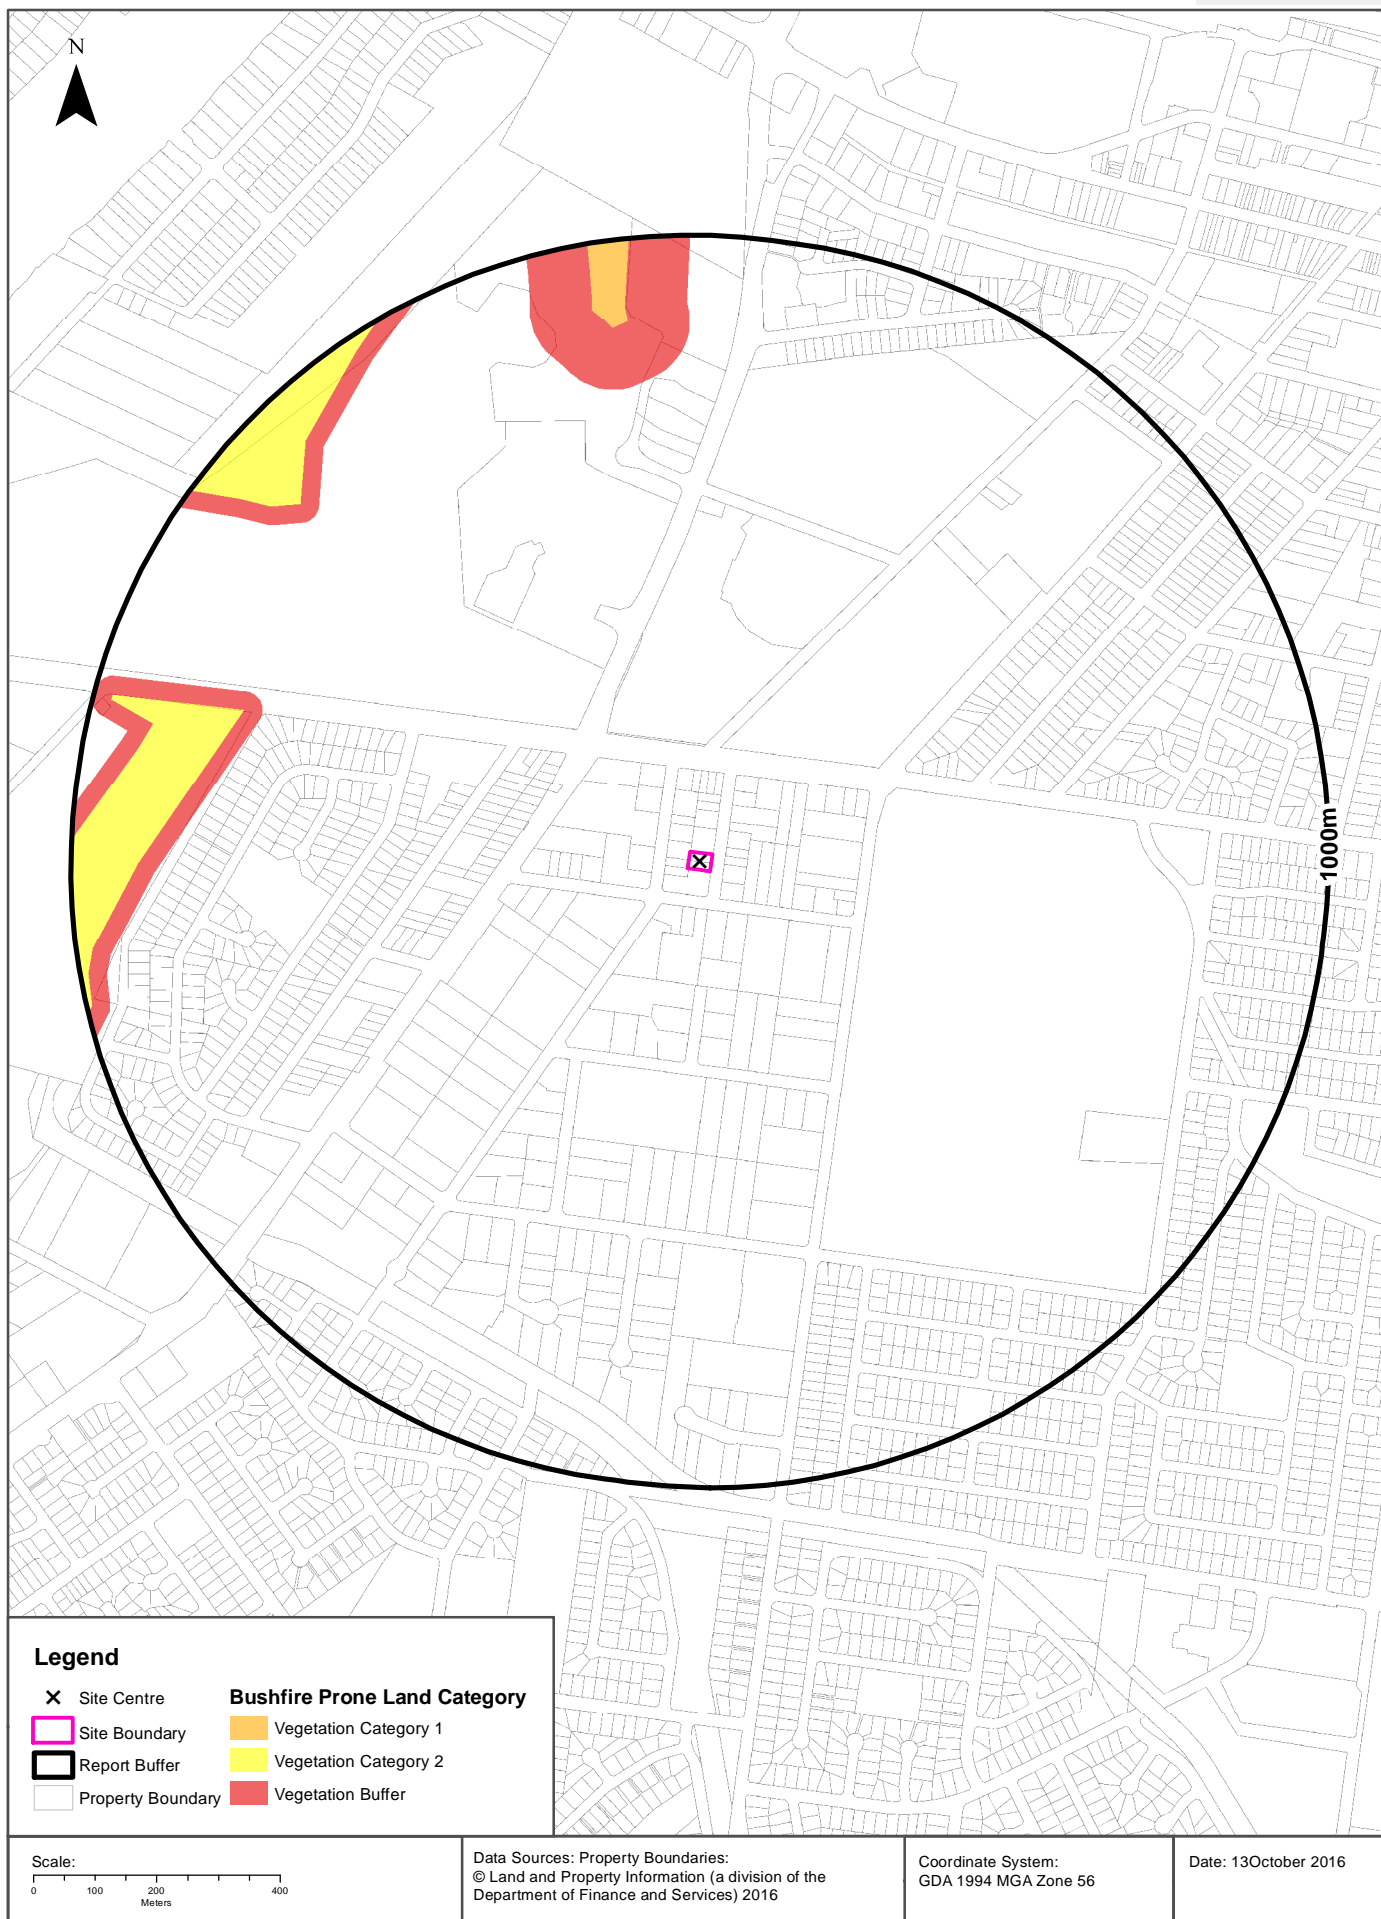 N
1000m
Legend
Site Centre
Site Boundary
Report Buffer
Property Boundary
Bushfire Prone Land Category
Vegetation Category 1
Vegetation Category 2
Vegetation Buffer
Scale:
0 100 200 400
Meters
Data Sources: Property Boundaries:
© Land and Property Information (a division of the
Department of Finance and Services) 2016
Coordinate System:
GDA 1994 MGA Zone 56
Date: 13October 2016